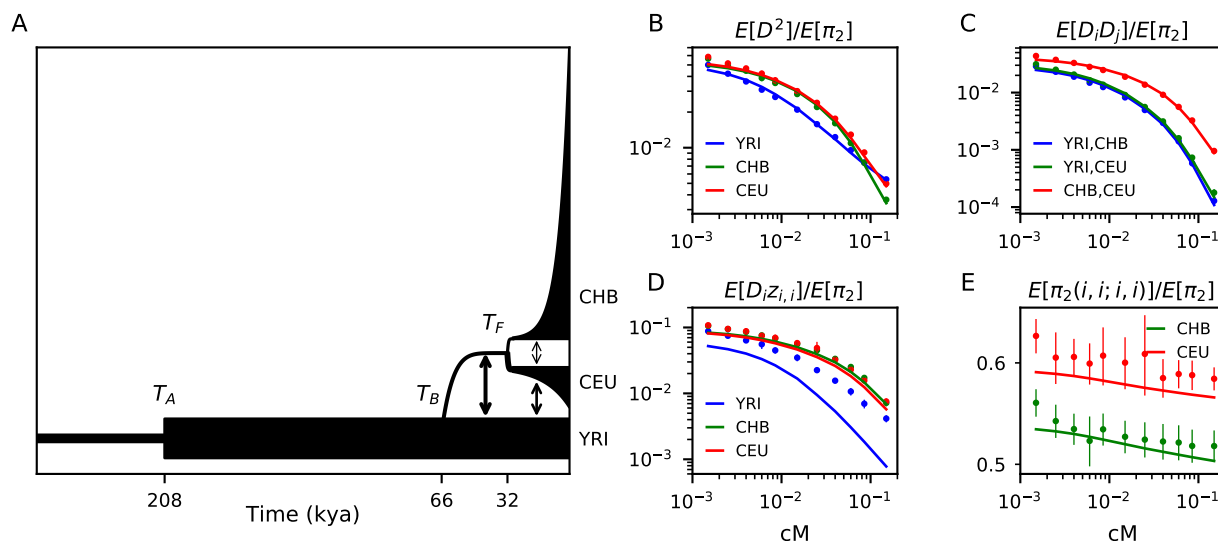 A
CHB
CEU
YRI
T_A
T_B
T_F
208
66
32
Time (kya)
B
E[D²]/E[π₂]
10⁻²
YRI
CHB
CEU
10⁻³
10⁻²
10⁻¹
C
E[D_iD_j]/E[π₂]
10⁻²
10⁻³
10⁻⁴
YRI,CHB
YRI,CEU
CHB,CEU
10⁻³
10⁻²
10⁻¹
D
E[D_iz_{i,i}]/E[π₂]
10⁻¹
10⁻²
10⁻³
YRI
CHB
CEU
10⁻³
10⁻²
10⁻¹
cM
E
E[π₂(i, i; i, i)]/E[π₂]
CHB
CEU
0.6
0.5
10⁻³
10⁻²
10⁻¹
cM